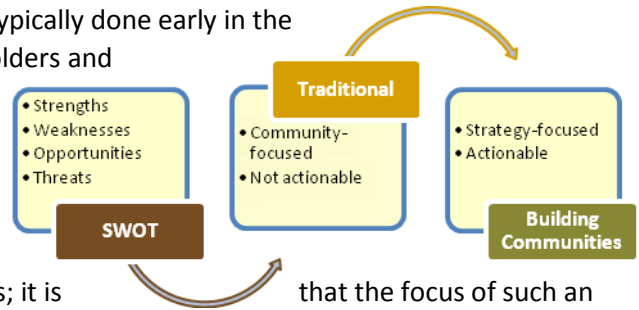 ypically done early in the
olders and
Traditional
• Strengths
• Weaknesses
• Opportunities
• Threats
SWOT
• Community-
focused
• Not actionable
• Strategy-focused
• Actionable
Building
Communities
s; it is that the focus of such an